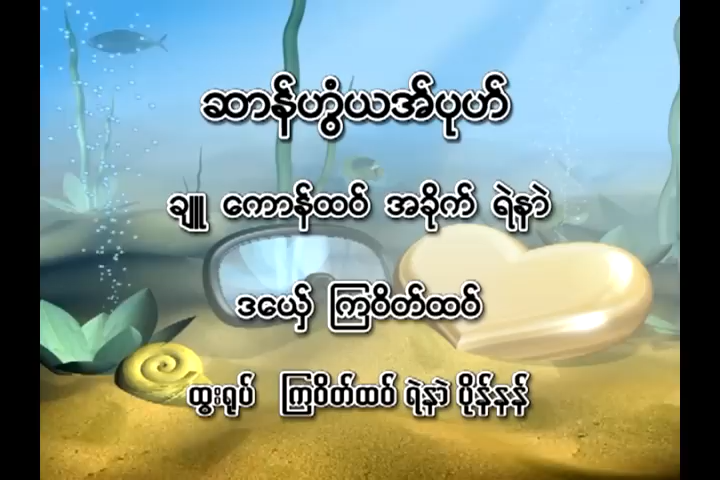 ဆာန်ဟွံယအ်ပုဟ်
ချူ ကောန်ထဝ် အခိုက် ရဲနာဲ
ဒယှေ် ကြဝိတ်ထဝ်
ထွးရုပ် ကြဝိတ်ထဝ် ရဲနာဲ ပိုန်နန်